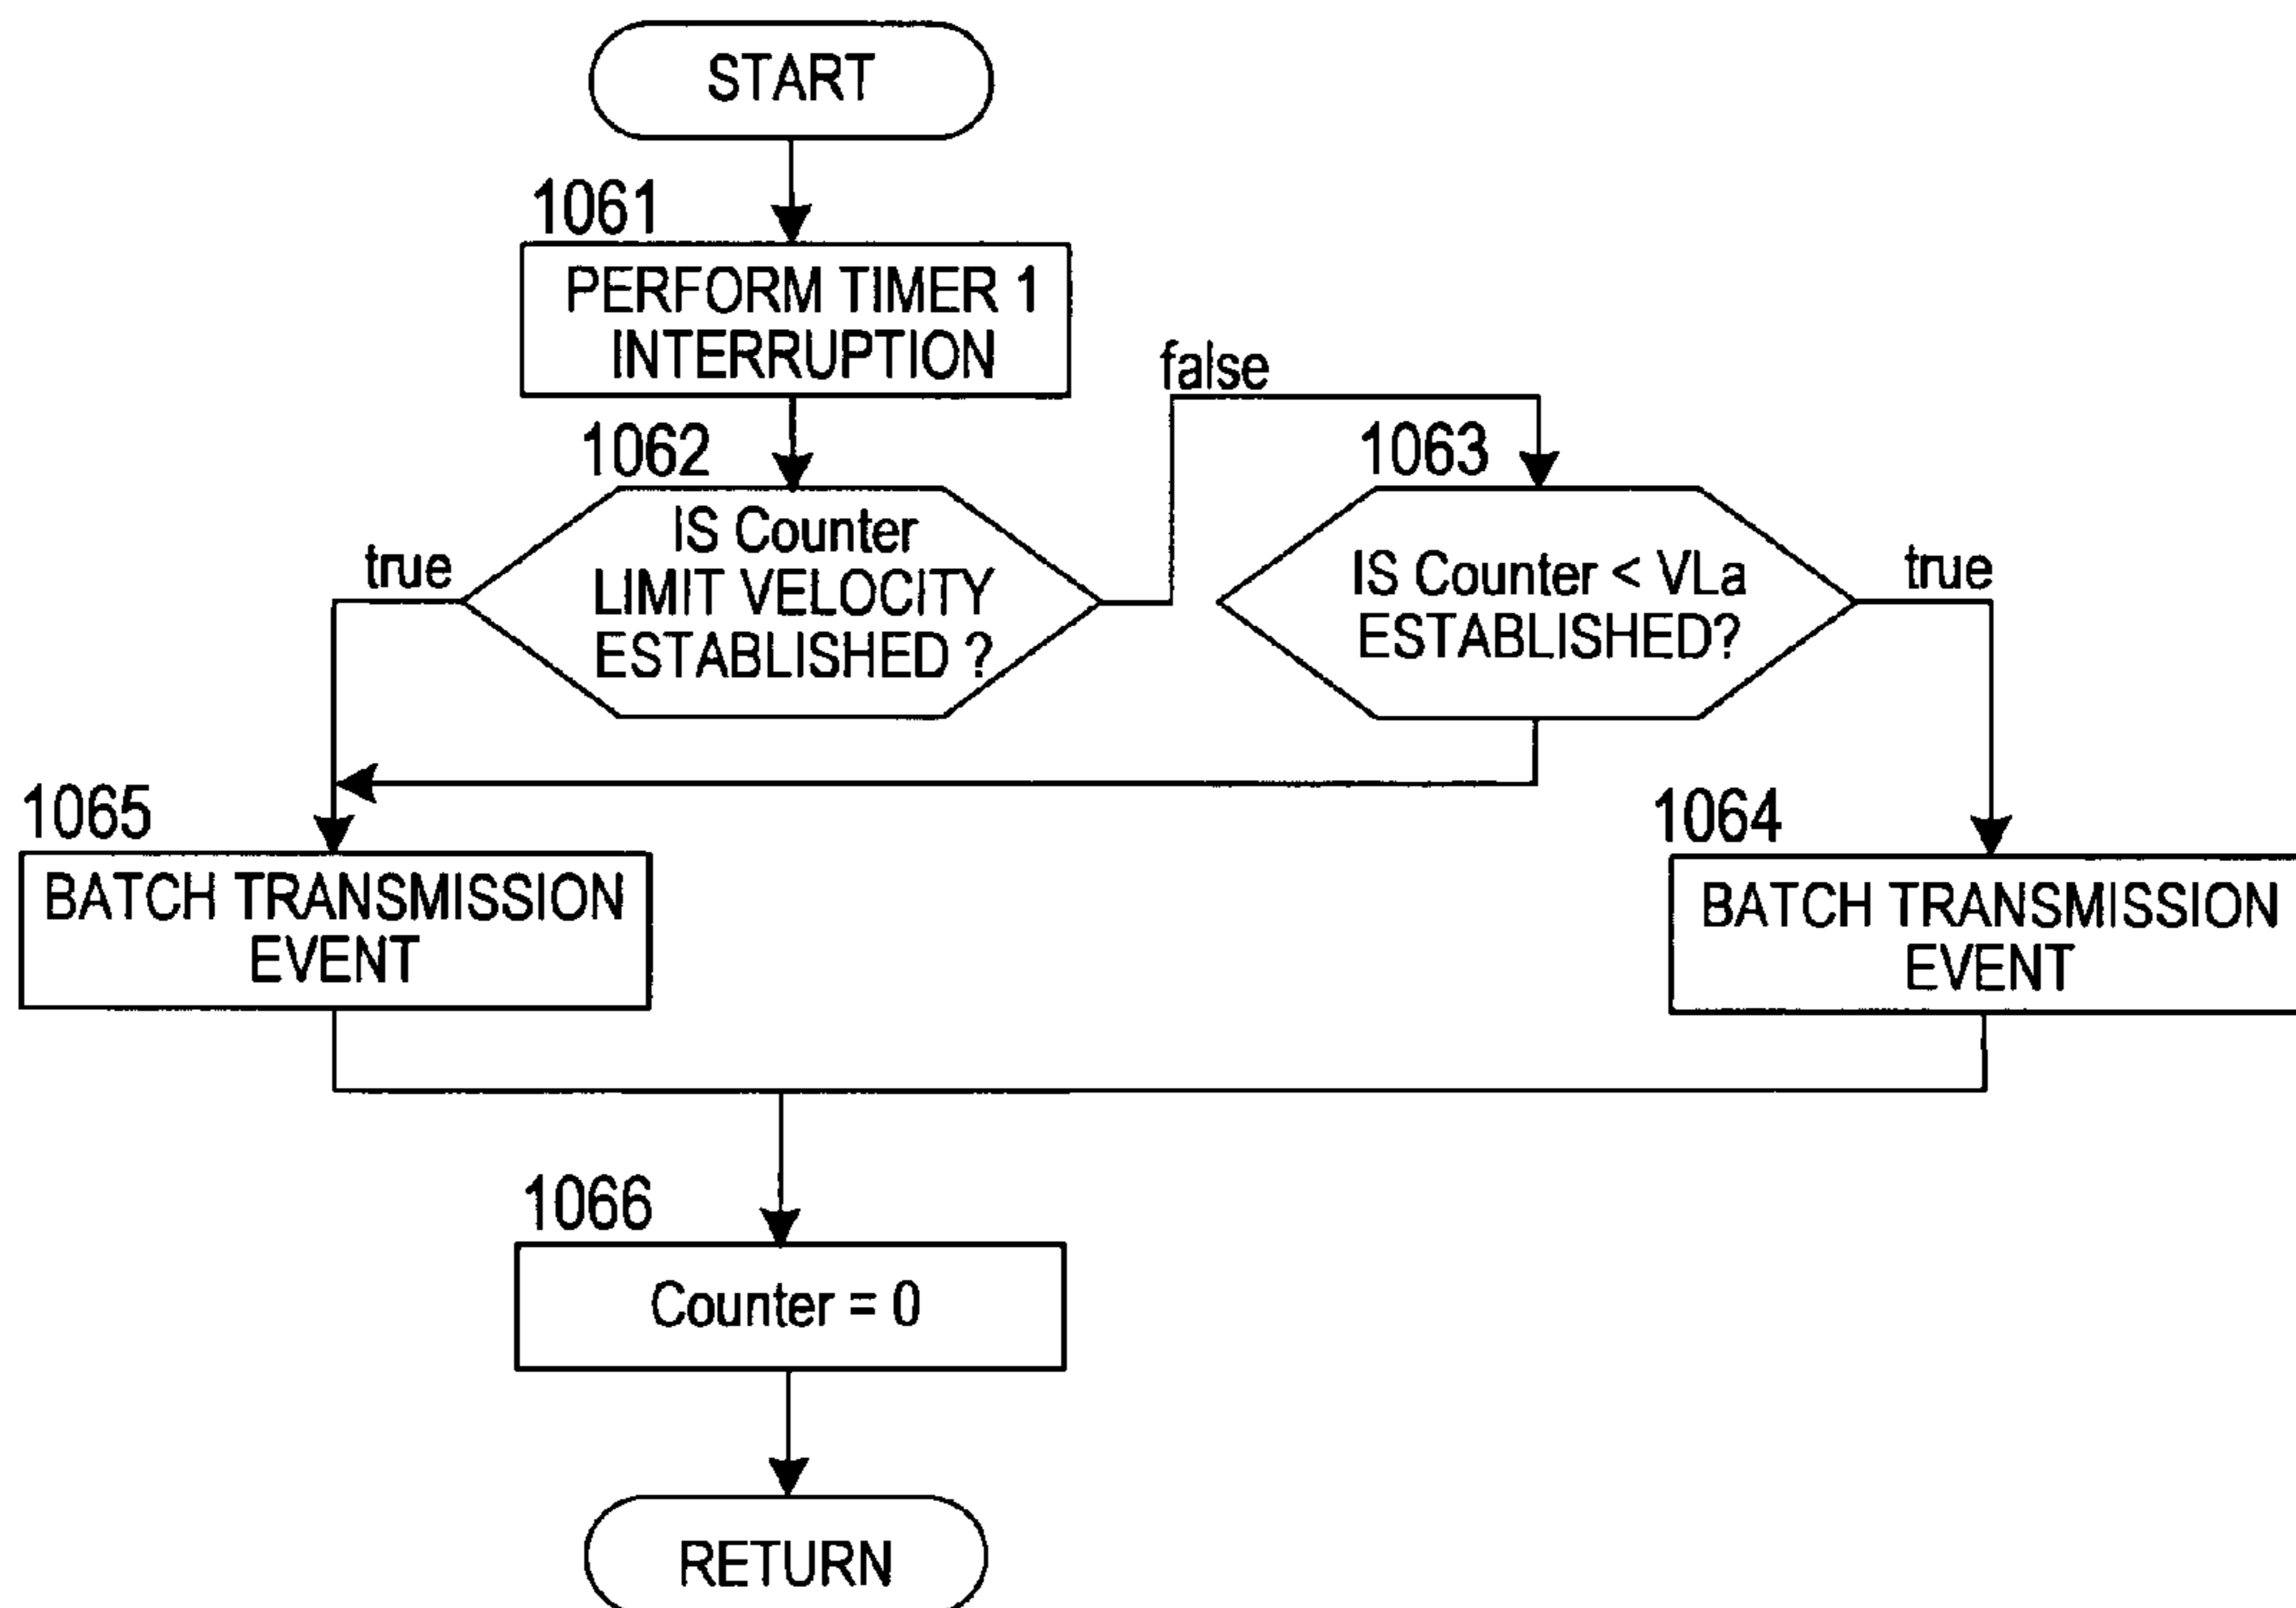 START
1061
PERFORM TIMER 1
INTERRUPTION
false
1062
1063
IS Counter
LIMIT VELOCITY
ESTABLISHED ?
true
IS Counter < VLa
ESTABLISHED?
true
1065
BATCH TRANSMISSION
EVENT
1064
BATCH TRANSMISSION
EVENT
1066
Counter = 0
RETURN